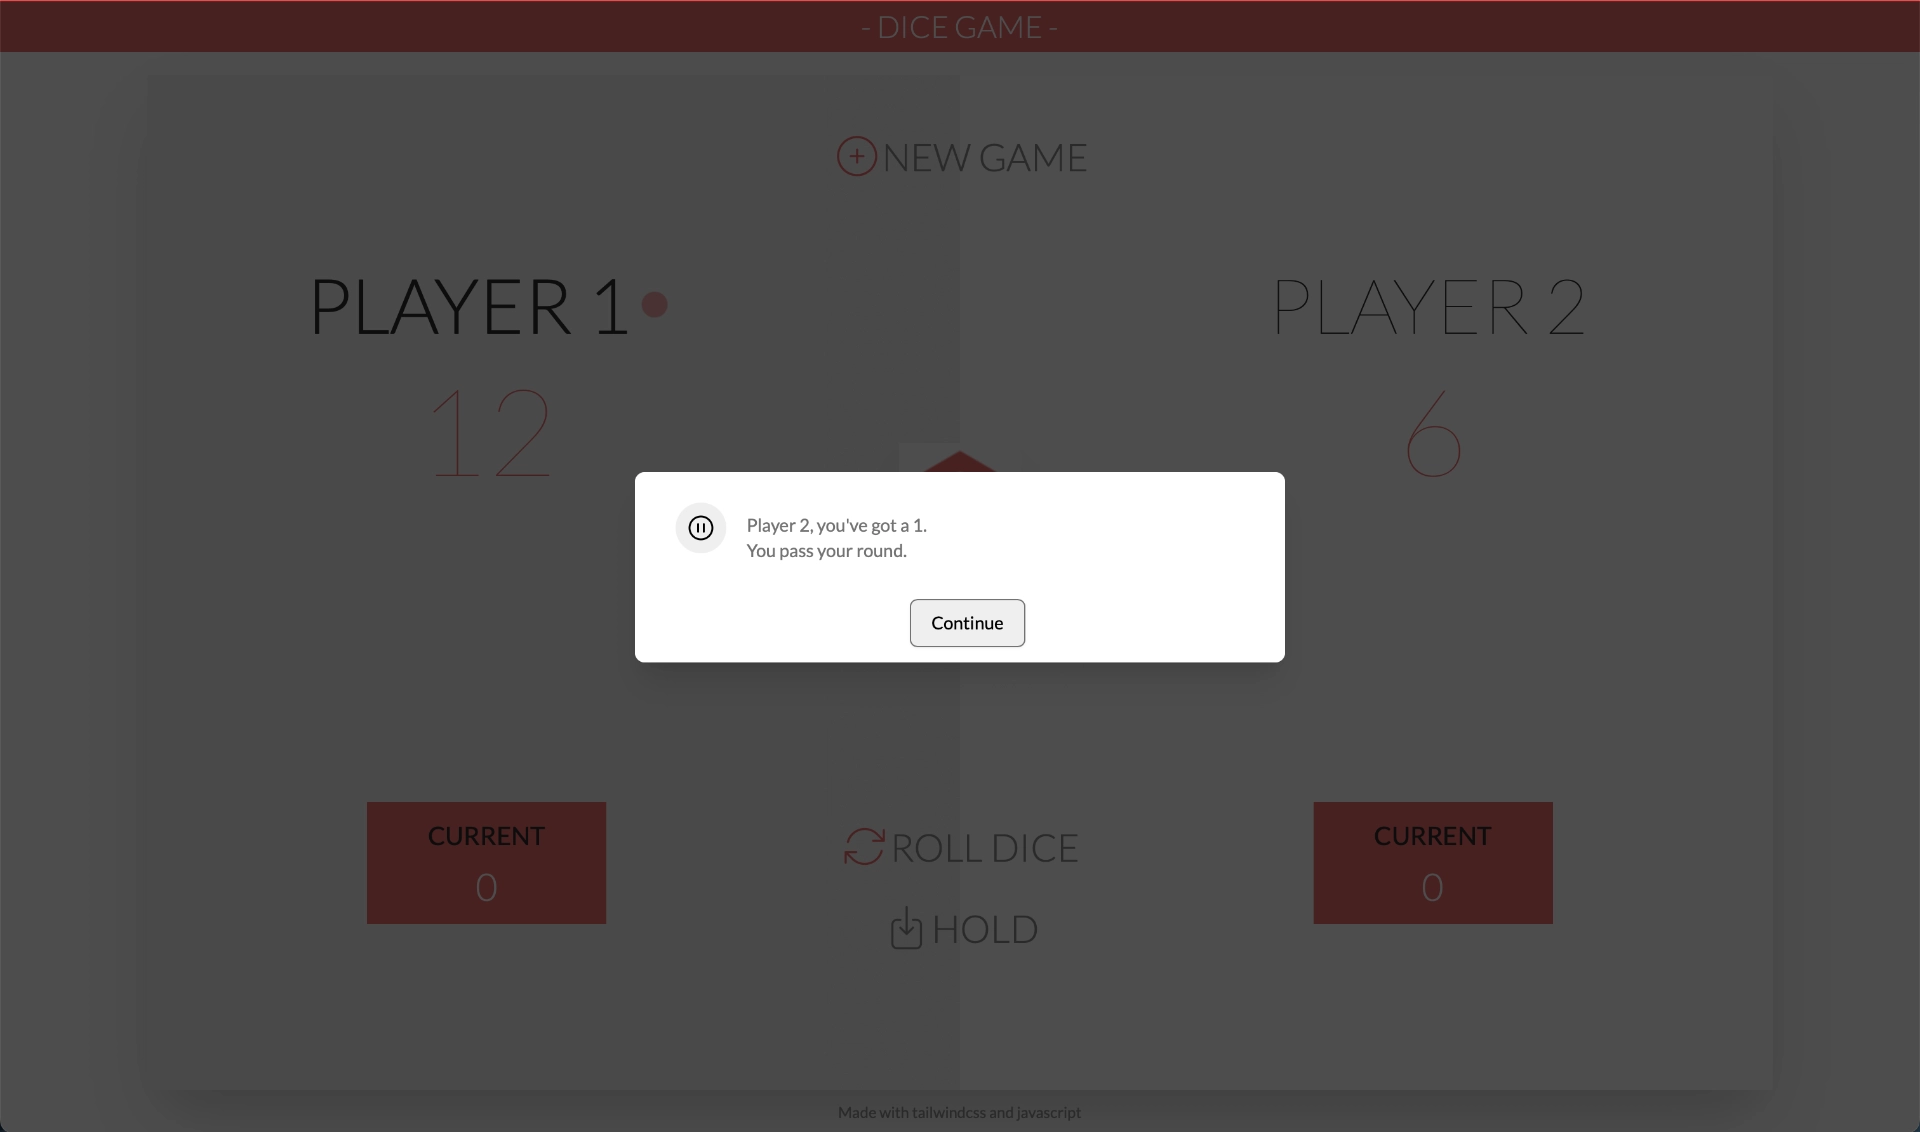 - DICE GAME -
NEW GAME
PLAYER 1
12
PLAYER 2
6
Player 2, you've got a 1.
You pass your round.
Continue
CURRENT
0
ROLL DICE
HOLD
CURRENT
0
Made with tailwindcss and javascript